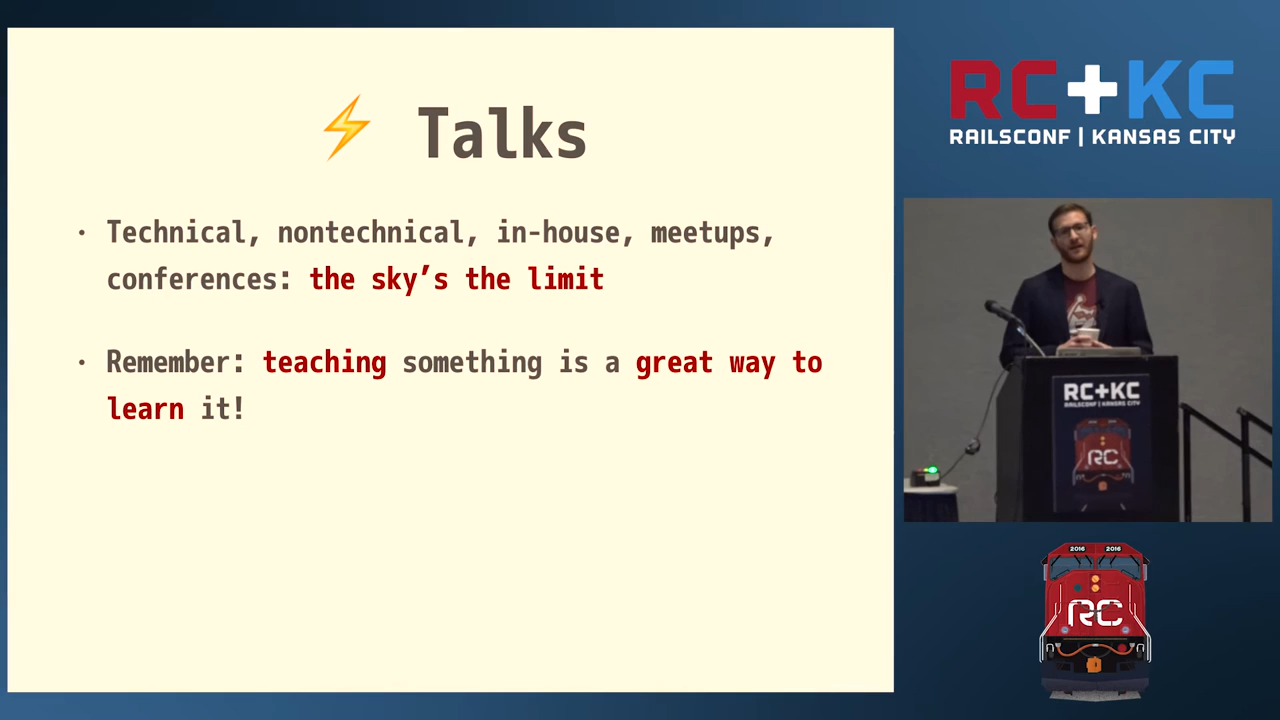 ⚡ Talks
· Technical, nontechnical, in-house, meetups,
conferences: the sky’s the limit
· Remember: teaching something is a great way to
learn it!
RC+KC
RAILSCONF | KANSAS CITY
RC+KC
RAILSCONF | KANSAS CITY
RC
2016 2016
RC